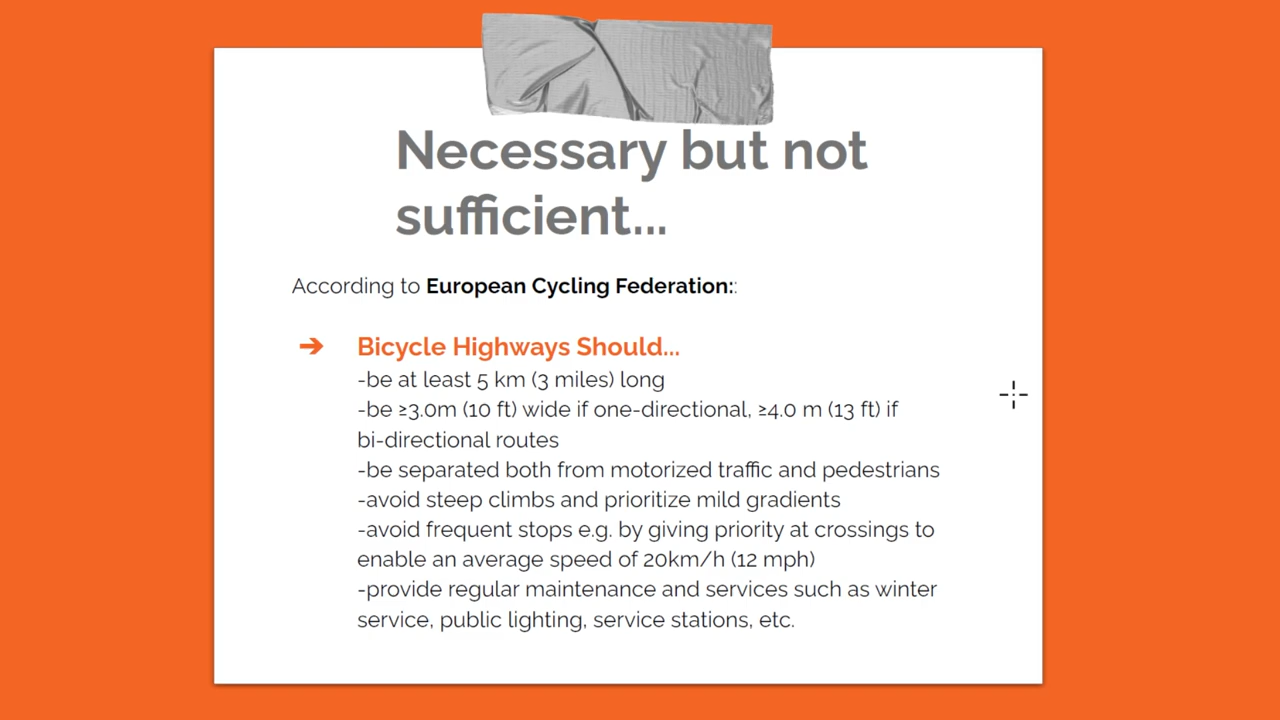 Necessary but not
sufficient...
According to European Cycling Federation::
➔ Bicycle Highways Should...
-be at least 5 km (3 miles) long
-be ≥3.0m (10 ft) wide if one-directional, ≥4.0 m (13 ft) if
bi-directional routes
-be separated both from motorized traffic and pedestrians
-avoid steep climbs and prioritize mild gradients
-avoid frequent stops e.g. by giving priority at crossings to
enable an average speed of 20km/h (12 mph)
-provide regular maintenance and services such as winter
service, public lighting, service stations, etc.